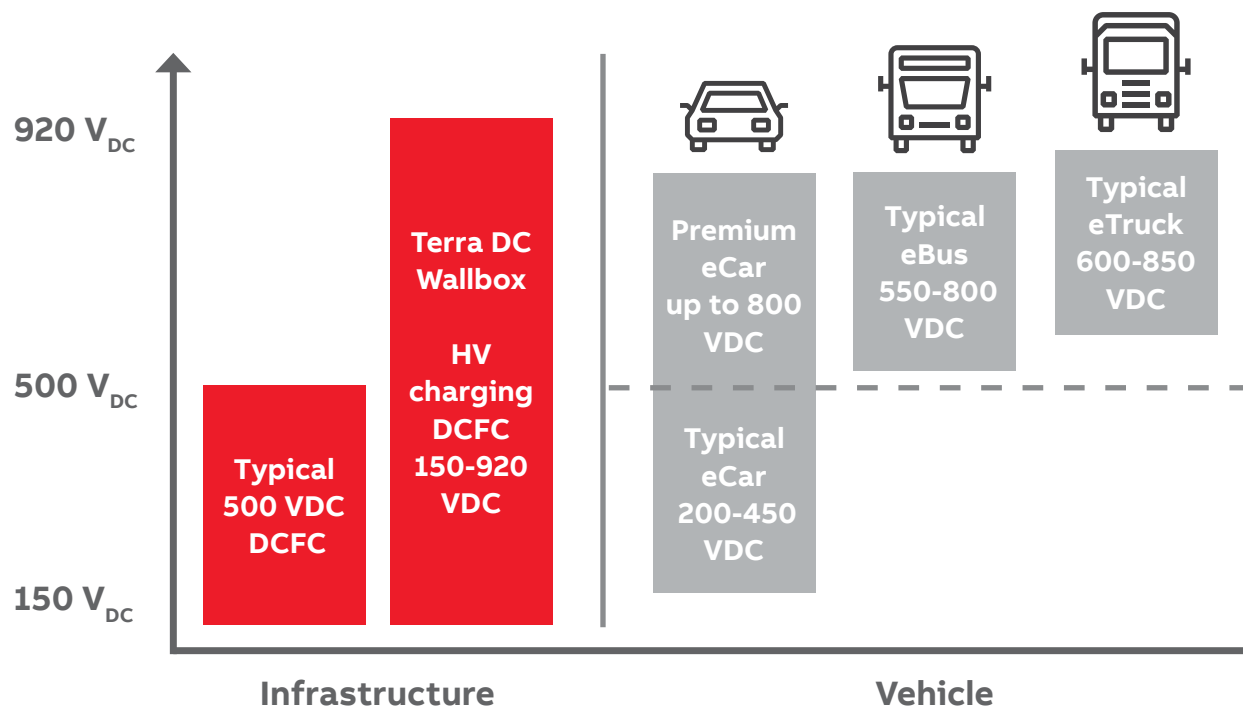 920 VDC
500 VDC
150 VDC
Typical
500 VDC
DCFC
Terra DC
Wallbox
HV
charging
DCFC
150-920
VDC
Premium
eCar
up to 800
VDC
Typical
eCar
200-450
VDC
Typical
eBus
550-800
VDC
Typical
eTruck
600-850
VDC
Infrastructure
Vehicle